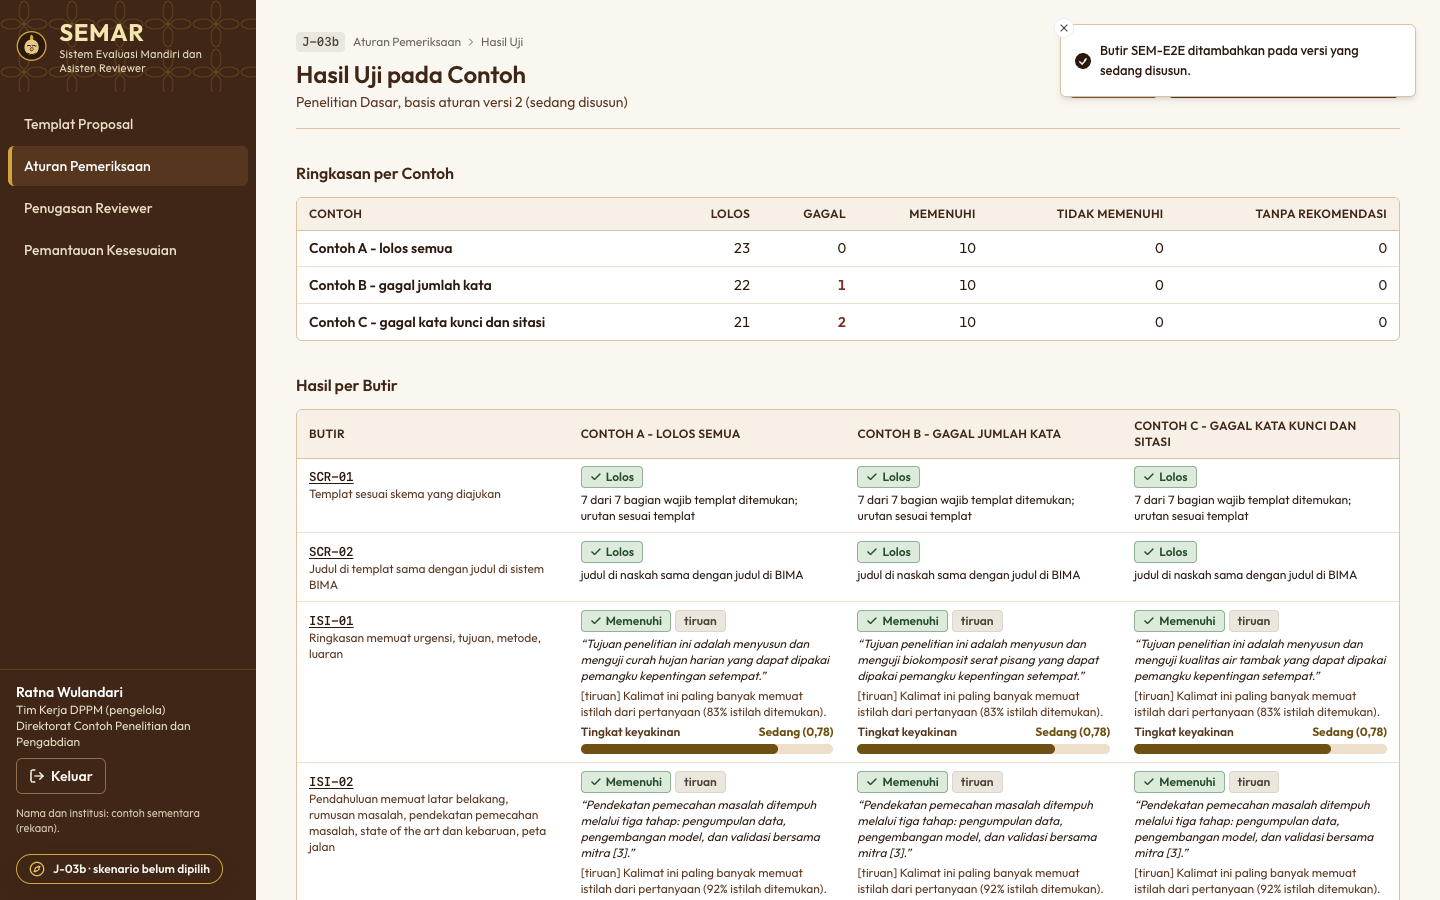 SEMAR
Sistem Evaluasi Mandiri dan
Asisten Reviewer
Templat Proposal
Aturan Pemeriksaan
Penugasan Reviewer
Pemantauan Kesesuaian
Ratna Wulandari
Tim Kerja DPPM (pengelola)
Direktorat Contoh Penelitian dan
Pengabdian
Keluar
Nama dan institusi: contoh sementara
(rekaan).
J-03b · skenario belum dipilih
J-03b Aturan Pemeriksaan > Hasil Uji
Hasil Uji pada Contoh
Penelitian Dasar, basis aturan versi 2 (sedang disusun)
Butir SEM-E2E ditambahkan pada versi yang
sedang disusun.
Ringkasan per Contoh
CONTOH LOLOS GAGAL MEMENUHI TIDAK MEMENUHI TANPA REKOMENDASI
Contoh A - lolos semua 23 0 10 0 0
Contoh B - gagal jumlah kata 22 1 10 0 0
Contoh C - gagal kata kunci dan sitasi 21 2 10 0 0
Hasil per Butir
BUTIR CONTOH A - LOLOS SEMUA CONTOH B - GAGAL JUMLAH KATA CONTOH C - GAGAL KATA KUNCI DAN
SITASI
SCR-01
Templat sesuai skema yang diajukan
Lolos
7 dari 7 bagian wajib templat ditemukan;
urutan sesuai templat
Lolos
7 dari 7 bagian wajib templat ditemukan;
urutan sesuai templat
Lolos
7 dari 7 bagian wajib templat ditemukan;
urutan sesuai templat
SCR-02
Judul di templat sama dengan judul di sistem
BIMA
Lolos
judul di naskah sama dengan judul di BIMA
Lolos
judul di naskah sama dengan judul di BIMA
Lolos
judul di naskah sama dengan judul di BIMA
ISI-01
Ringkasan memuat urgensi, tujuan, metode,
luaran
Memenuhi tiruan
“Tujuan penelitian ini adalah menyusun dan
menguji curah hujan harian yang dapat dipakai
pemangku kepentingan setempat.”
[tiruan] Kalimat ini paling banyak memuat
istilah dari pertanyaan (83% istilah ditemukan).
Tingkat keyakinan Sedang (0,78)
Memenuhi tiruan
“Tujuan penelitian ini adalah menyusun dan
menguji biokomposit serat pisang yang dapat
dipakai pemangku kepentingan setempat.”
[tiruan] Kalimat ini paling banyak memuat
istilah dari pertanyaan (83% istilah ditemukan).
Tingkat keyakinan Sedang (0,78)
Memenuhi tiruan
“Tujuan penelitian ini adalah menyusun dan
menguji kualitas air tambak yang dapat dipakai
pemangku kepentingan setempat.”
[tiruan] Kalimat ini paling banyak memuat
istilah dari pertanyaan (83% istilah ditemukan).
Tingkat keyakinan Sedang (0,78)
ISI-02
Pendahuluan memuat latar belakang,
rumusan masalah, pendekatan pemecahan
masalah, state of the art dan kebaruan, peta
jalan
Memenuhi tiruan
“Pendekatan pemecahan masalah ditempuh
melalui tiga tahap: pengumpulan data,
pengembangan model, dan validasi bersama
mitra [3].”
[tiruan] Kalimat ini paling banyak memuat
istilah dari pertanyaan (92% istilah ditemukan).
Memenuhi tiruan
“Pendekatan pemecahan masalah ditempuh
melalui tiga tahap: pengumpulan data,
pengembangan model, dan validasi bersama
mitra [3].”
[tiruan] Kalimat ini paling banyak memuat
istilah dari pertanyaan (92% istilah ditemukan).
Memenuhi tiruan
“Pendekatan pemecahan masalah ditempuh
melalui tiga tahap: pengumpulan data,
pengembangan model, dan validasi bersama
mitra [3].”
[tiruan] Kalimat ini paling banyak memuat
istilah dari pertanyaan (92% istilah ditemukan).